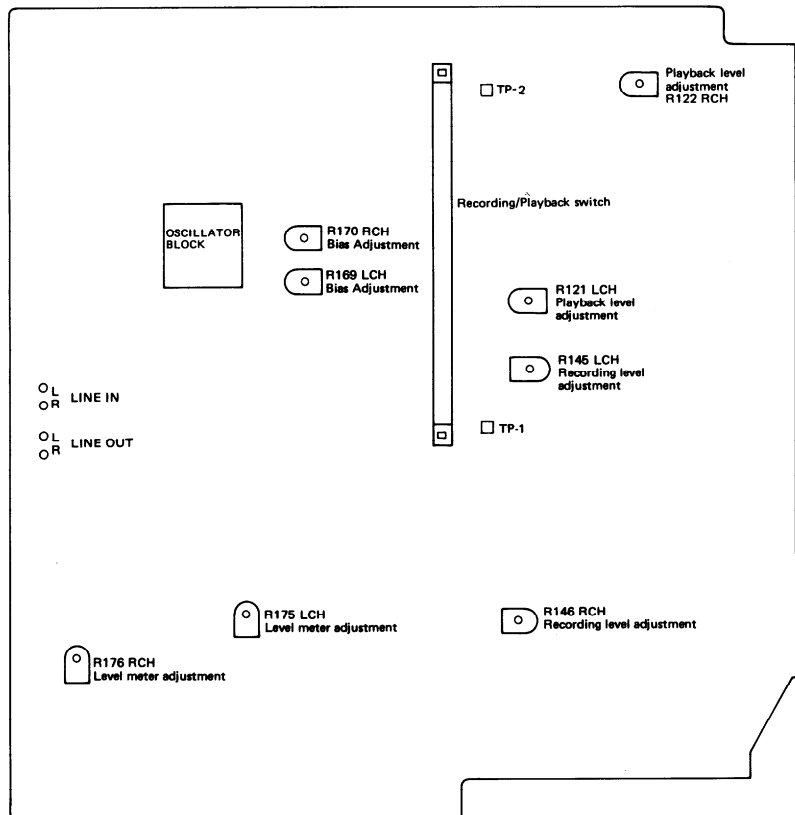 Playback level
adjustment
R122 RCH
TP-2
Recording/Playback switch
OSCILLATOR
BLOCK
R170 RCH
Bias Adjustment
R169 LCH
Bias Adjustment
R121 LCH
Playback level
adjustment
R145 LCH
Recording level
adjustment
L
R
LINE IN
TP-1
L
R
LINE OUT
R175 LCH
Level meter adjustment
R146 RCH
Recording level adjustment
R176 RCH
Level meter adjustment